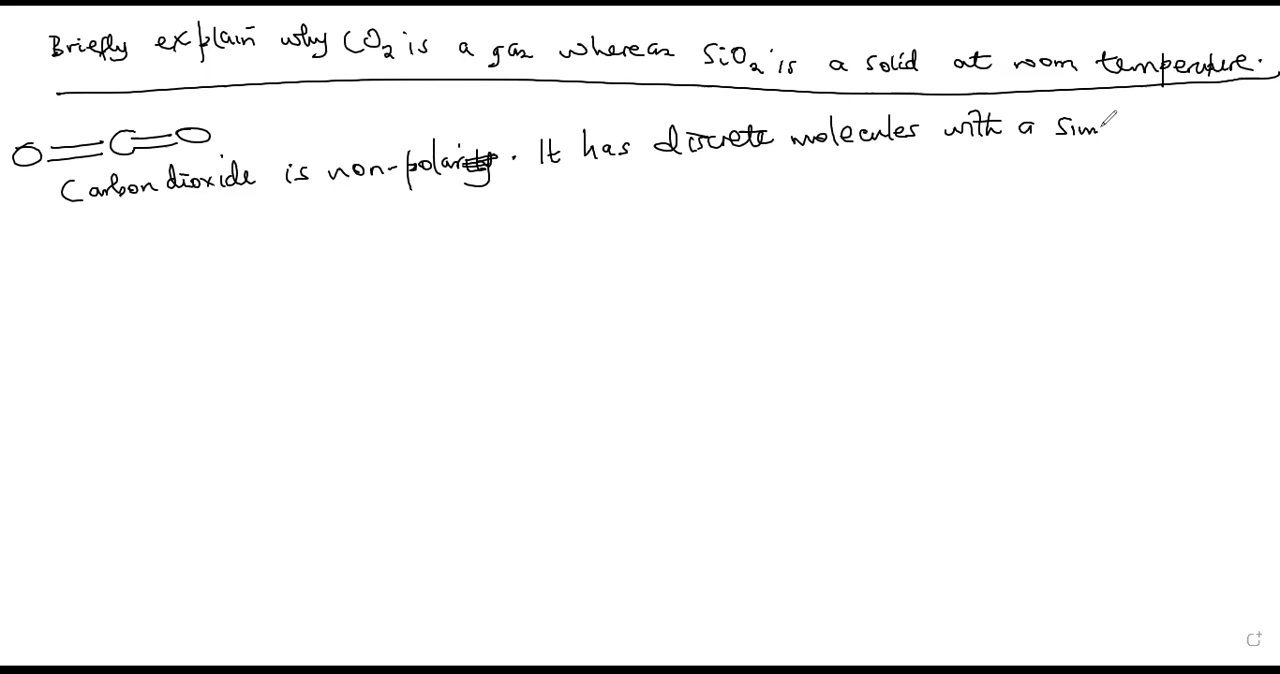 Briefly explain why CO₂ is a gas whereas SiO₂ is a solid at room temperature.
O=C=O
Carbon dioxide is non-polar. It has discrete molecules with a sim